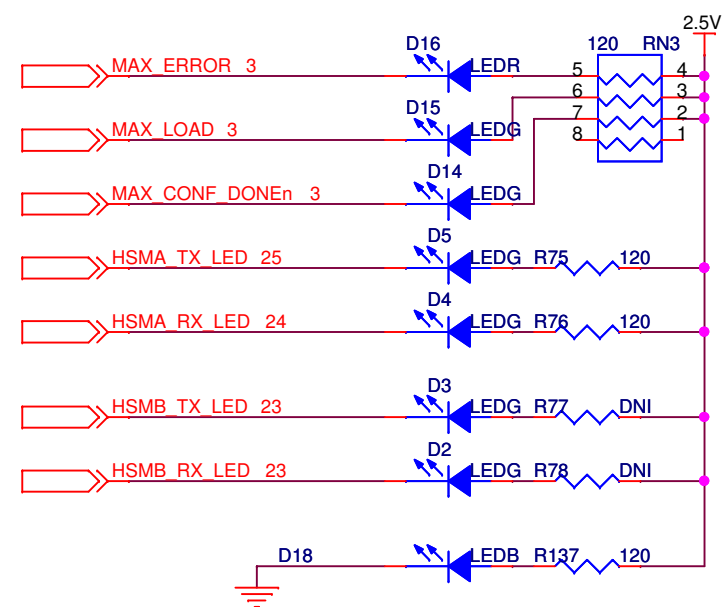 2.5V
D16 120 RN3
MAX_ERROR 3 LEDR 5 4
D15 6 3
MAX_LOAD 3 LEDG 7 2
8 1
D14
MAX_CONF_DONEn 3 LEDG
D5
HSMA_TX_LED 25 LEDG R75 120
D4
HSMA_RX_LED 24 LEDG R76 120
D3
HSMB_TX_LED 23 LEDG R77 DNI
D2
HSMB_RX_LED 23 LEDG R78 DNI
D18 LEDB R137 120